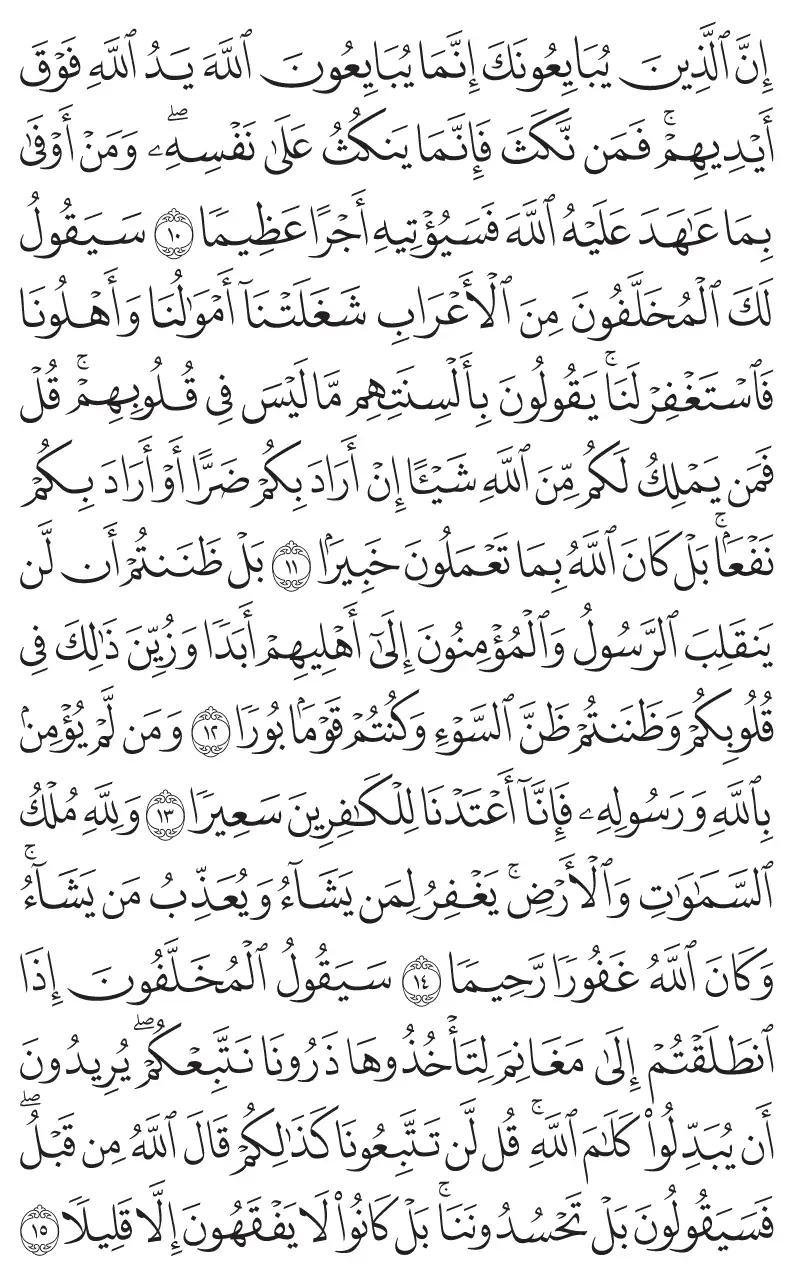 إِنَّ ٱلَّذِينَ يُبَايِعُونَكَ إِنَّمَا يُبَايِعُونَ ٱللَّهَ يَدُ ٱللَّهِ فَوۡقَ
أَيۡدِيهِمۡۚ فَمَن نَّكَثَ فَإِنَّمَا يَنكُثُ عَلَىٰ نَفۡسِهِۦۖ وَمَنۡ أَوۡفَىٰ
بِمَا عَٰهَدَ عَلَيۡهُ ٱللَّهَ فَسَيُؤۡتِيهِ أَجۡرًا عَظِيمٗا ١٠ سَيَقُولُ
لَكَ ٱلۡمُخَلَّفُونَ مِنَ ٱلۡأَعۡرَابِ شَغَلَتۡنَآ أَمۡوَٰلُنَا وَأَهۡلُونَا
فَٱسۡتَغۡفِرۡ لَنَاۚ يَقُولُونَ بِأَلۡسِنَتِهِم مَّا لَيۡسَ فِي قُلُوبِهِمۡۚ قُلۡ
فَمَن يَمۡلِكُ لَكُم مِّنَ ٱللَّهِ شَيۡـًٔا إِنۡ أَرَادَ بِكُمۡ ضَرًّا أَوۡ أَرَادَ بِكُمۡ
نَفۡعَۢاۚ بَلۡ كَانَ ٱللَّهُ بِمَا تَعۡمَلُونَ خَبِيرَۢا ١١ بَلۡ ظَنَنتُمۡ أَن لَّن
يَنقَلِبَ ٱلرَّسُولُ وَٱلۡمُؤۡمِنُونَ إِلَىٰٓ أَهۡلِيهِمۡ أَبَدٗا وَزُيِّنَ ذَٰلِكَ فِي
قُلُوبِكُمۡ وَظَنَنتُمۡ ظَنَّ ٱلسَّوۡءِ وَكُنتُمۡ قَوۡمَۢا بُورٗا ١٢ وَمَن لَّمۡ يُؤۡمِنۢ
بِٱللَّهِ وَرَسُولِهِۦ فَإِنَّآ أَعۡتَدۡنَا لِلۡكَٰفِرِينَ سَعِيرٗا ١٣ وَلِلَّهِ مُلۡكُ
ٱلسَّمَٰوَٰتِ وَٱلۡأَرۡضِۚ يَغۡفِرُ لِمَن يَشَآءُ وَيُعَذِّبُ مَن يَشَآءُۚ
وَكَانَ ٱللَّهُ غَفُورٗا رَّحِيمٗا ١٤ سَيَقُولُ ٱلۡمُخَلَّفُونَ إِذَا
ٱنطَلَقۡتُمۡ إِلَىٰ مَغَانِمَ لِتَأۡخُذُوهَا ذَرُونَا نَتَّبِعۡكُمۡۖ يُرِيدُونَ
أَن يُبَدِّلُواْ كَلَٰمَ ٱللَّهِۚ قُل لَّن تَتَّبِعُونَا كَذَٰلِكُمۡ قَالَ ٱللَّهُ مِن قَبۡلُۖ
فَسَيَقُولُونَ بَلۡ تَحۡسُدُونَنَاۚ بَلۡ كَانُواْ لَا يَفۡقَهُونَ إِلَّا قَلِيلٗا ١٥